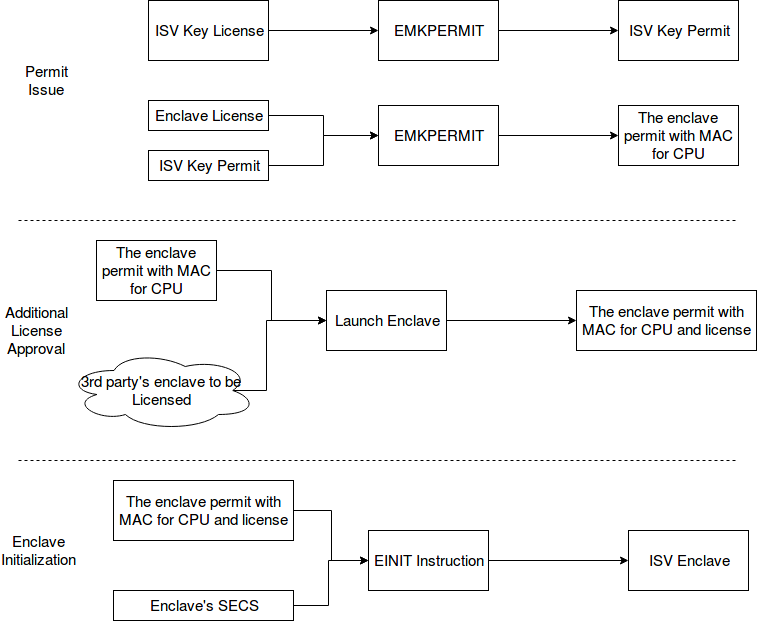 ISV Key License
EMKPERMIT
ISV Key Permit
Permit
Issue
Enclave License
ISV Key Permit
EMKPERMIT
The enclave
permit with MAC
for CPU
The enclave
permit with MAC
for CPU
Additional
License
Approval
3rd party's enclave to be
Licensed
Launch Enclave
The enclave permit with
MAC for CPU and license
Enclave
Initialization
The enclave permit with
MAC for CPU and license
Enclave's SECS
EINIT Instruction
ISV Enclave